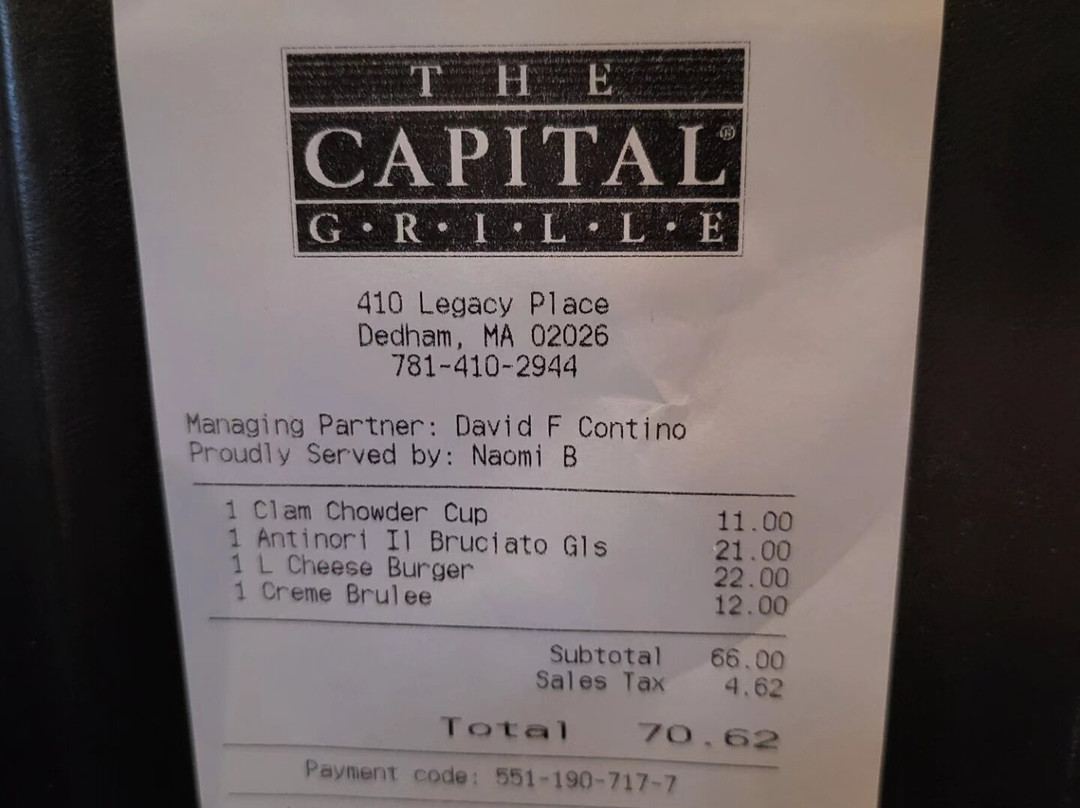 THE
CAPITAL®
G·R·I·L·L·E
410 Legacy Place
Dedham, MA 02026
781-410-2944
Managing Partner: David F Contino
Proudly Served by: Naomi B
1 Clam Chowder Cup 11.00
1 Antinori Il Bruciato Gls 21.00
1 L Cheese Burger 22.00
1 Creme Brulee 12.00
Subtotal 66.00
Sales Tax 4.62
Total 70.62
Payment code: 551-190-717-7